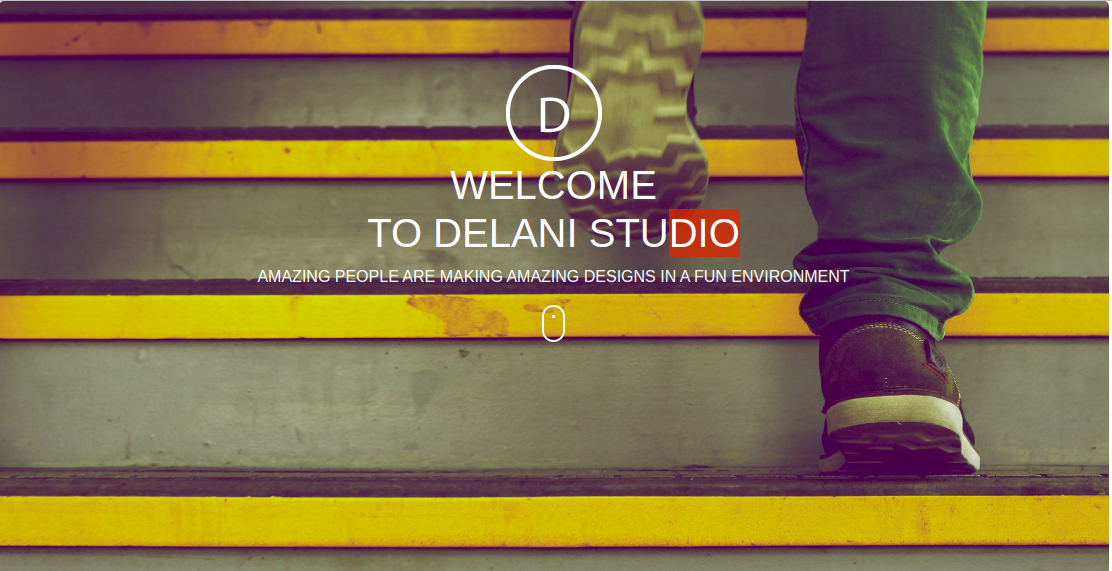 D
WELCOME
TO DELANI STUDIO
AMAZING PEOPLE ARE MAKING AMAZING DESIGNS IN A FUN ENVIRONMENT